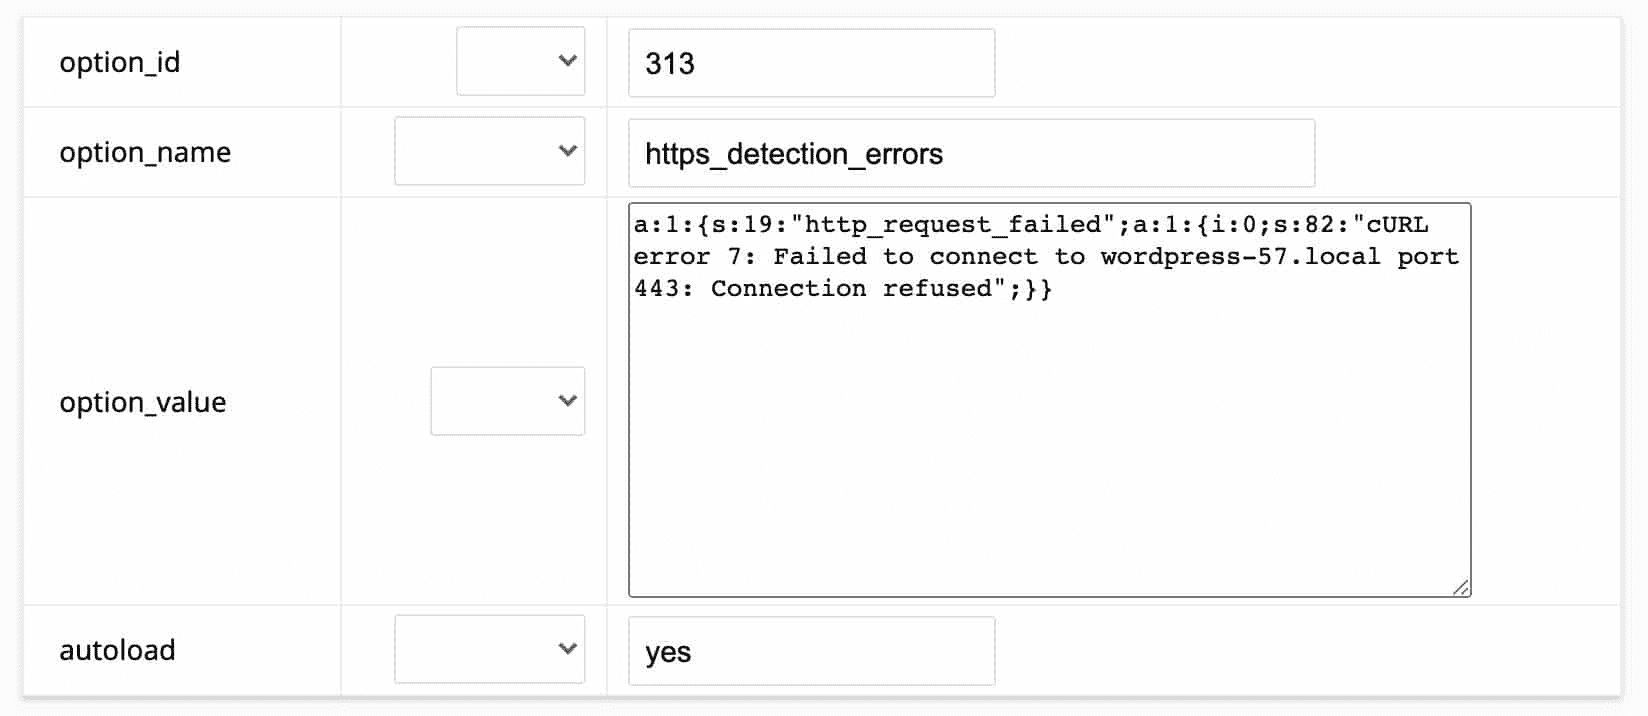 option_id 313
option_name https_detection_errors
a:1:{s:19:"http_request_failed";a:1:{i:0;s:82:"cURL
error 7: Failed to connect to wordpress-57.local port
443: Connection refused";}}
option_value
autoload yes